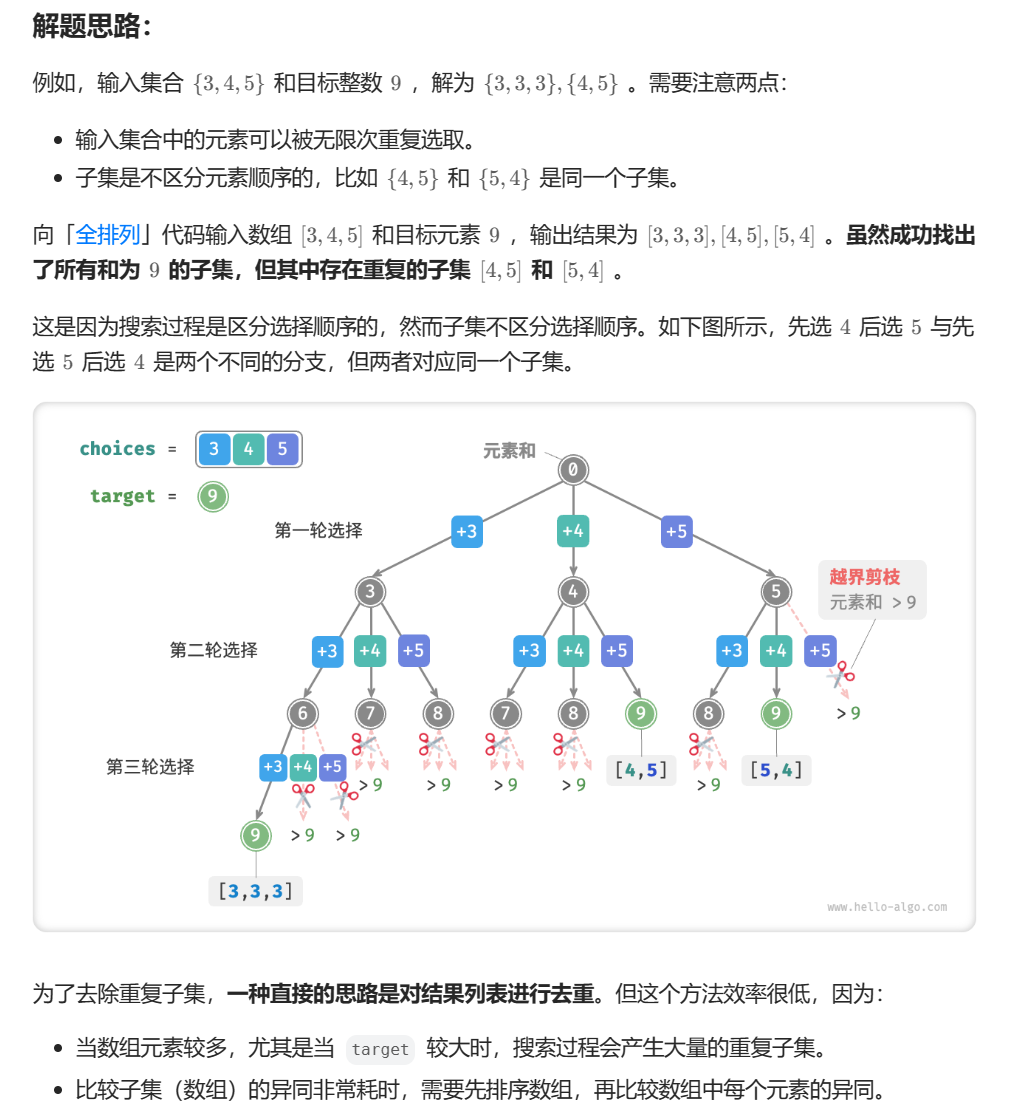 解题思路：
例如，输入集合 {3, 4, 5} 和目标整数 9 ，解为 {3, 3, 3}, {4, 5} 。需要注意两点：
• 输入集合中的元素可以被无限次重复选取。
• 子集是不区分元素顺序的，比如 {4, 5} 和 {5, 4} 是同一个子集。
向「全排列」代码输入数组 [3, 4, 5] 和目标元素 9 ，输出结果为 [3, 3, 3], [4, 5], [5, 4] 。虽然成功找出
了所有和为 9 的子集，但其中存在重复的子集 [4, 5] 和 [5, 4] 。
这是因为搜索过程是区分选择顺序的，然而子集不区分选择顺序。如下图所示，先选 4 后选 5 与先
选 5 后选 4 是两个不同的分支，但两者对应同一个子集。
choices = 3 4 5
元素和
0
target = 9
第一轮选择
+3 +4 +5
越界剪枝
元素和 > 9
3 4 5
第二轮选择
+3 +4 +5 +3 +4 +5 +3 +4 +5
6 7 8 7 8 9 8 9 > 9
第三轮选择
+3 +4 +5
[4,5] [5,4]
> 9 > 9 > 9 > 9 > 9
9 > 9 > 9
[3,3,3]
www.hello-algo.com
为了去除重复子集，一种直接的思路是对结果列表进行去重。但这个方法效率很低，因为：
• 当数组元素较多，尤其是当 target 较大时，搜索过程会产生大量的重复子集。
• 比较子集（数组）的异同非常耗时，需要先排序数组，再比较数组中每个元素的异同。